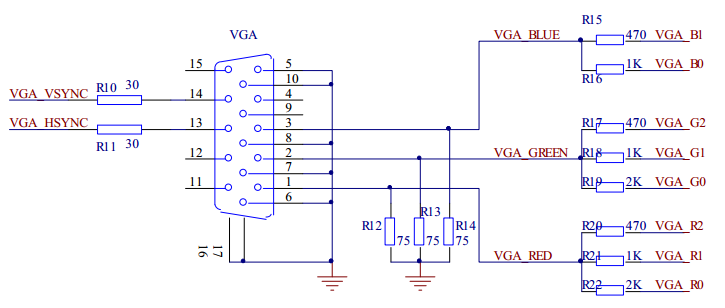 VGA
R15
VGA_BLUE 470 VGA_B1
15 5
10
1K VGA_B0
R10 30 4 R16
VGA_VSYNC 14
9
VGA_HSYNC 13 3 R17 470 VGA_G2
R11 30 8
12 2 VGA_GREEN R18 1K VGA_G1
7
11 1 R19 2K VGA_G0
6
R12 R13 R14 R20 470 VGA_R2
75 75 75
16 17 VGA_RED R21 1K VGA_R1
R22 2K VGA_R0